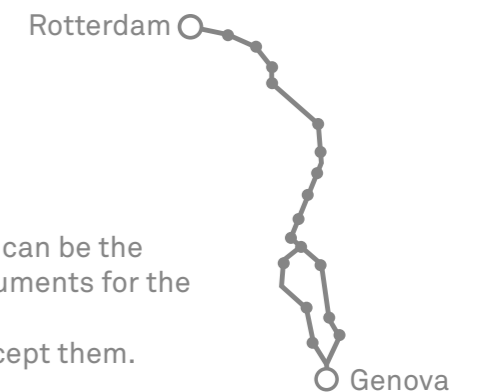 Rotterdam
can be the
uments for the
cept them.
Genova